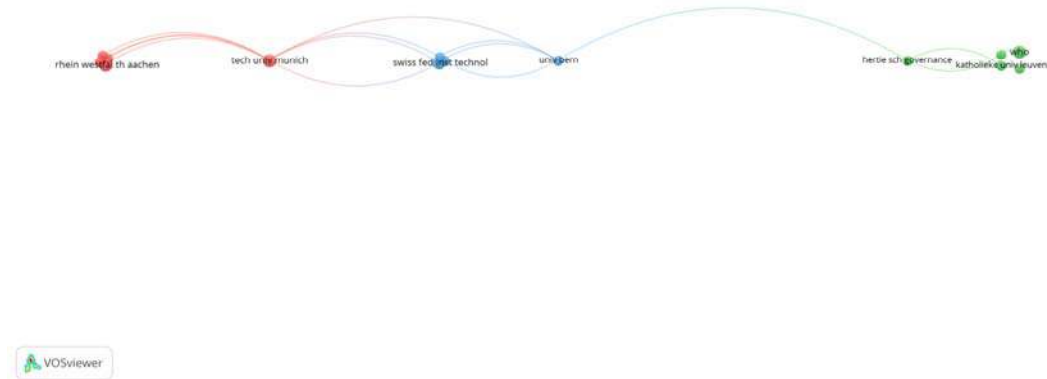 rhein westfal th aachen
tech univ munich
swiss fed inst technol
univ bern
hertie sch governance
who
katholieke univ leuven
VOSviewer